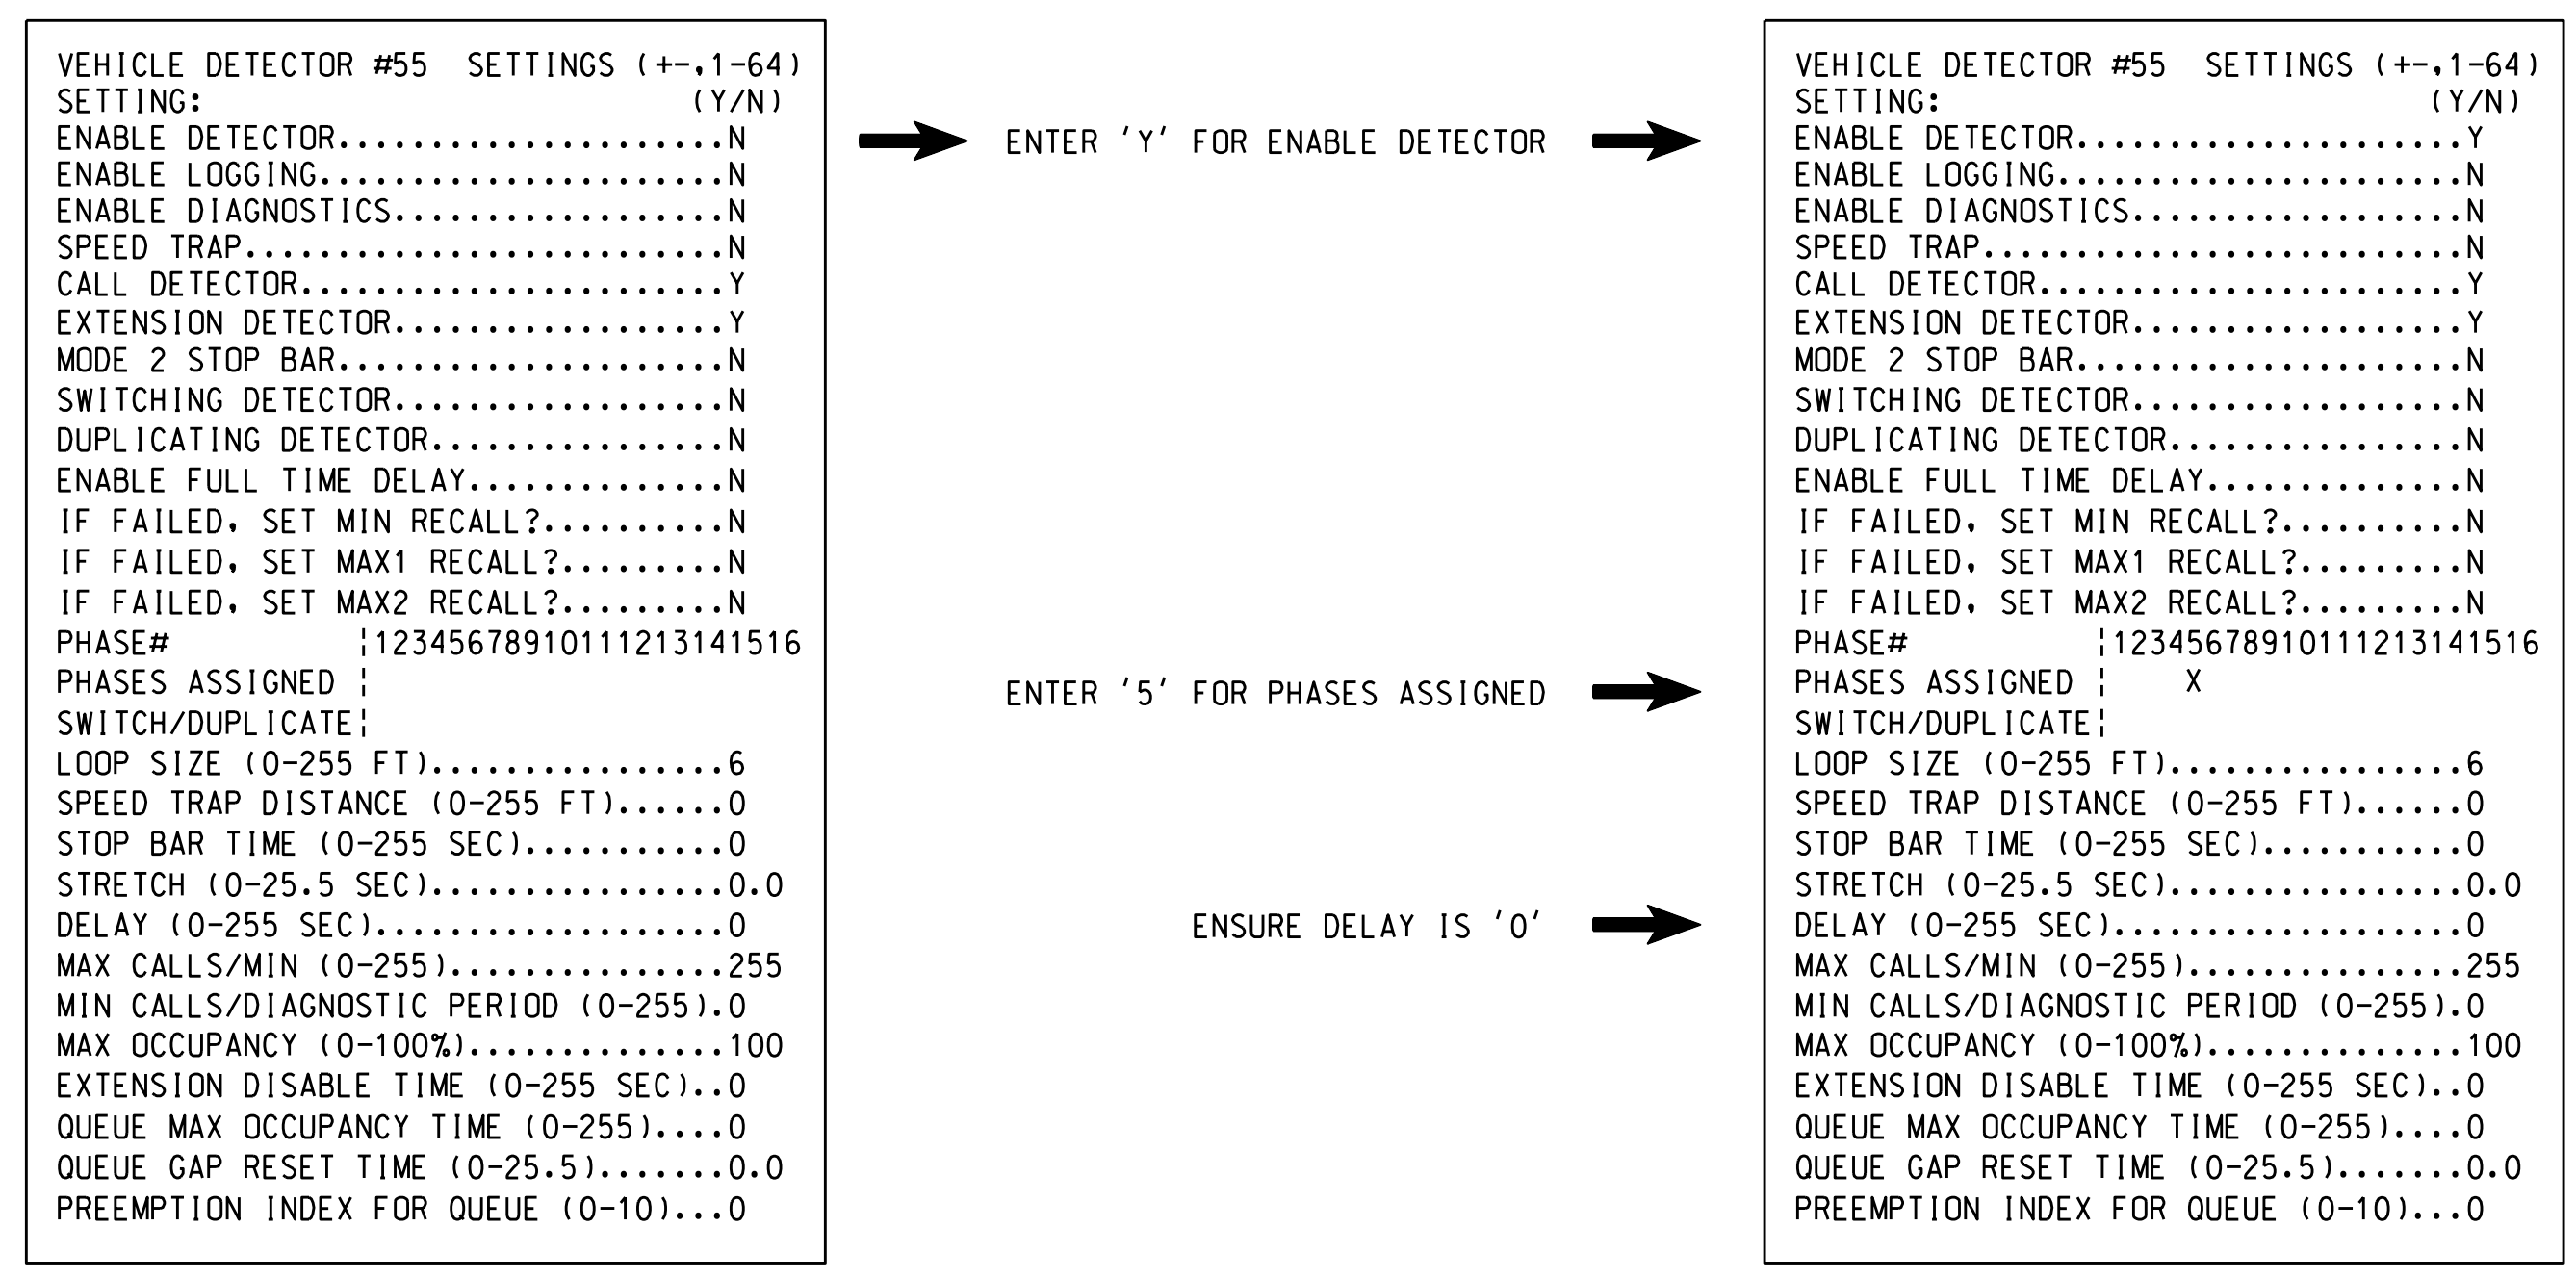 VEHICLE DETECTOR #55  SETTINGS (+-,1-64)
SETTING:                          (Y/N)
ENABLE DETECTOR.....................N
ENABLE LOGGING......................N
ENABLE DIAGNOSTICS..................N
SPEED TRAP..........................N
CALL DETECTOR.......................Y
EXTENSION DETECTOR..................Y
MODE 2 STOP BAR.....................N
SWITCHING DETECTOR..................N
DUPLICATING DETECTOR................N
ENABLE FULL TIME DELAY..............N
IF FAILED, SET MIN RECALL?..........N
IF FAILED, SET MAX1 RECALL?.........N
IF FAILED, SET MAX2 RECALL?.........N
PHASE#          |12345678910111213141516
PHASES ASSIGNED |
SWITCH/DUPLICATE|
LOOP SIZE (0-255 FT)................6
SPEED TRAP DISTANCE (0-255 FT)......0
STOP BAR TIME (0-255 SEC)...........0
STRETCH (0-25.5 SEC)................0.0
DELAY (0-255 SEC)...................0
MAX CALLS/MIN (0-255)...............255
MIN CALLS/DIAGNOSTIC PERIOD (0-255).0
MAX OCCUPANCY (0-100%)..............100
EXTENSION DISABLE TIME (0-255 SEC)..0
QUEUE MAX OCCUPANCY TIME (0-255)....0
QUEUE GAP RESET TIME (0-25.5).......0.0
PREEMPTION INDEX FOR QUEUE (0-10)...0
ENTER 'Y' FOR ENABLE DETECTOR
ENTER '5' FOR PHASES ASSIGNED
ENSURE DELAY IS '0'
VEHICLE DETECTOR #55  SETTINGS (+-,1-64)
SETTING:                          (Y/N)
ENABLE DETECTOR.....................Y
ENABLE LOGGING......................N
ENABLE DIAGNOSTICS..................N
SPEED TRAP..........................N
CALL DETECTOR.......................Y
EXTENSION DETECTOR..................Y
MODE 2 STOP BAR.....................N
SWITCHING DETECTOR..................N
DUPLICATING DETECTOR................N
ENABLE FULL TIME DELAY..............N
IF FAILED, SET MIN RECALL?..........N
IF FAILED, SET MAX1 RECALL?.........N
IF FAILED, SET MAX2 RECALL?.........N
PHASE#          |12345678910111213141516
PHASES ASSIGNED |    X
SWITCH/DUPLICATE|
LOOP SIZE (0-255 FT)................6
SPEED TRAP DISTANCE (0-255 FT)......0
STOP BAR TIME (0-255 SEC)...........0
STRETCH (0-25.5 SEC)................0.0
DELAY (0-255 SEC)...................0
MAX CALLS/MIN (0-255)...............255
MIN CALLS/DIAGNOSTIC PERIOD (0-255).0
MAX OCCUPANCY (0-100%)..............100
EXTENSION DISABLE TIME (0-255 SEC)..0
QUEUE MAX OCCUPANCY TIME (0-255)....0
QUEUE GAP RESET TIME (0-25.5).......0.0
PREEMPTION INDEX FOR QUEUE (0-10)...0